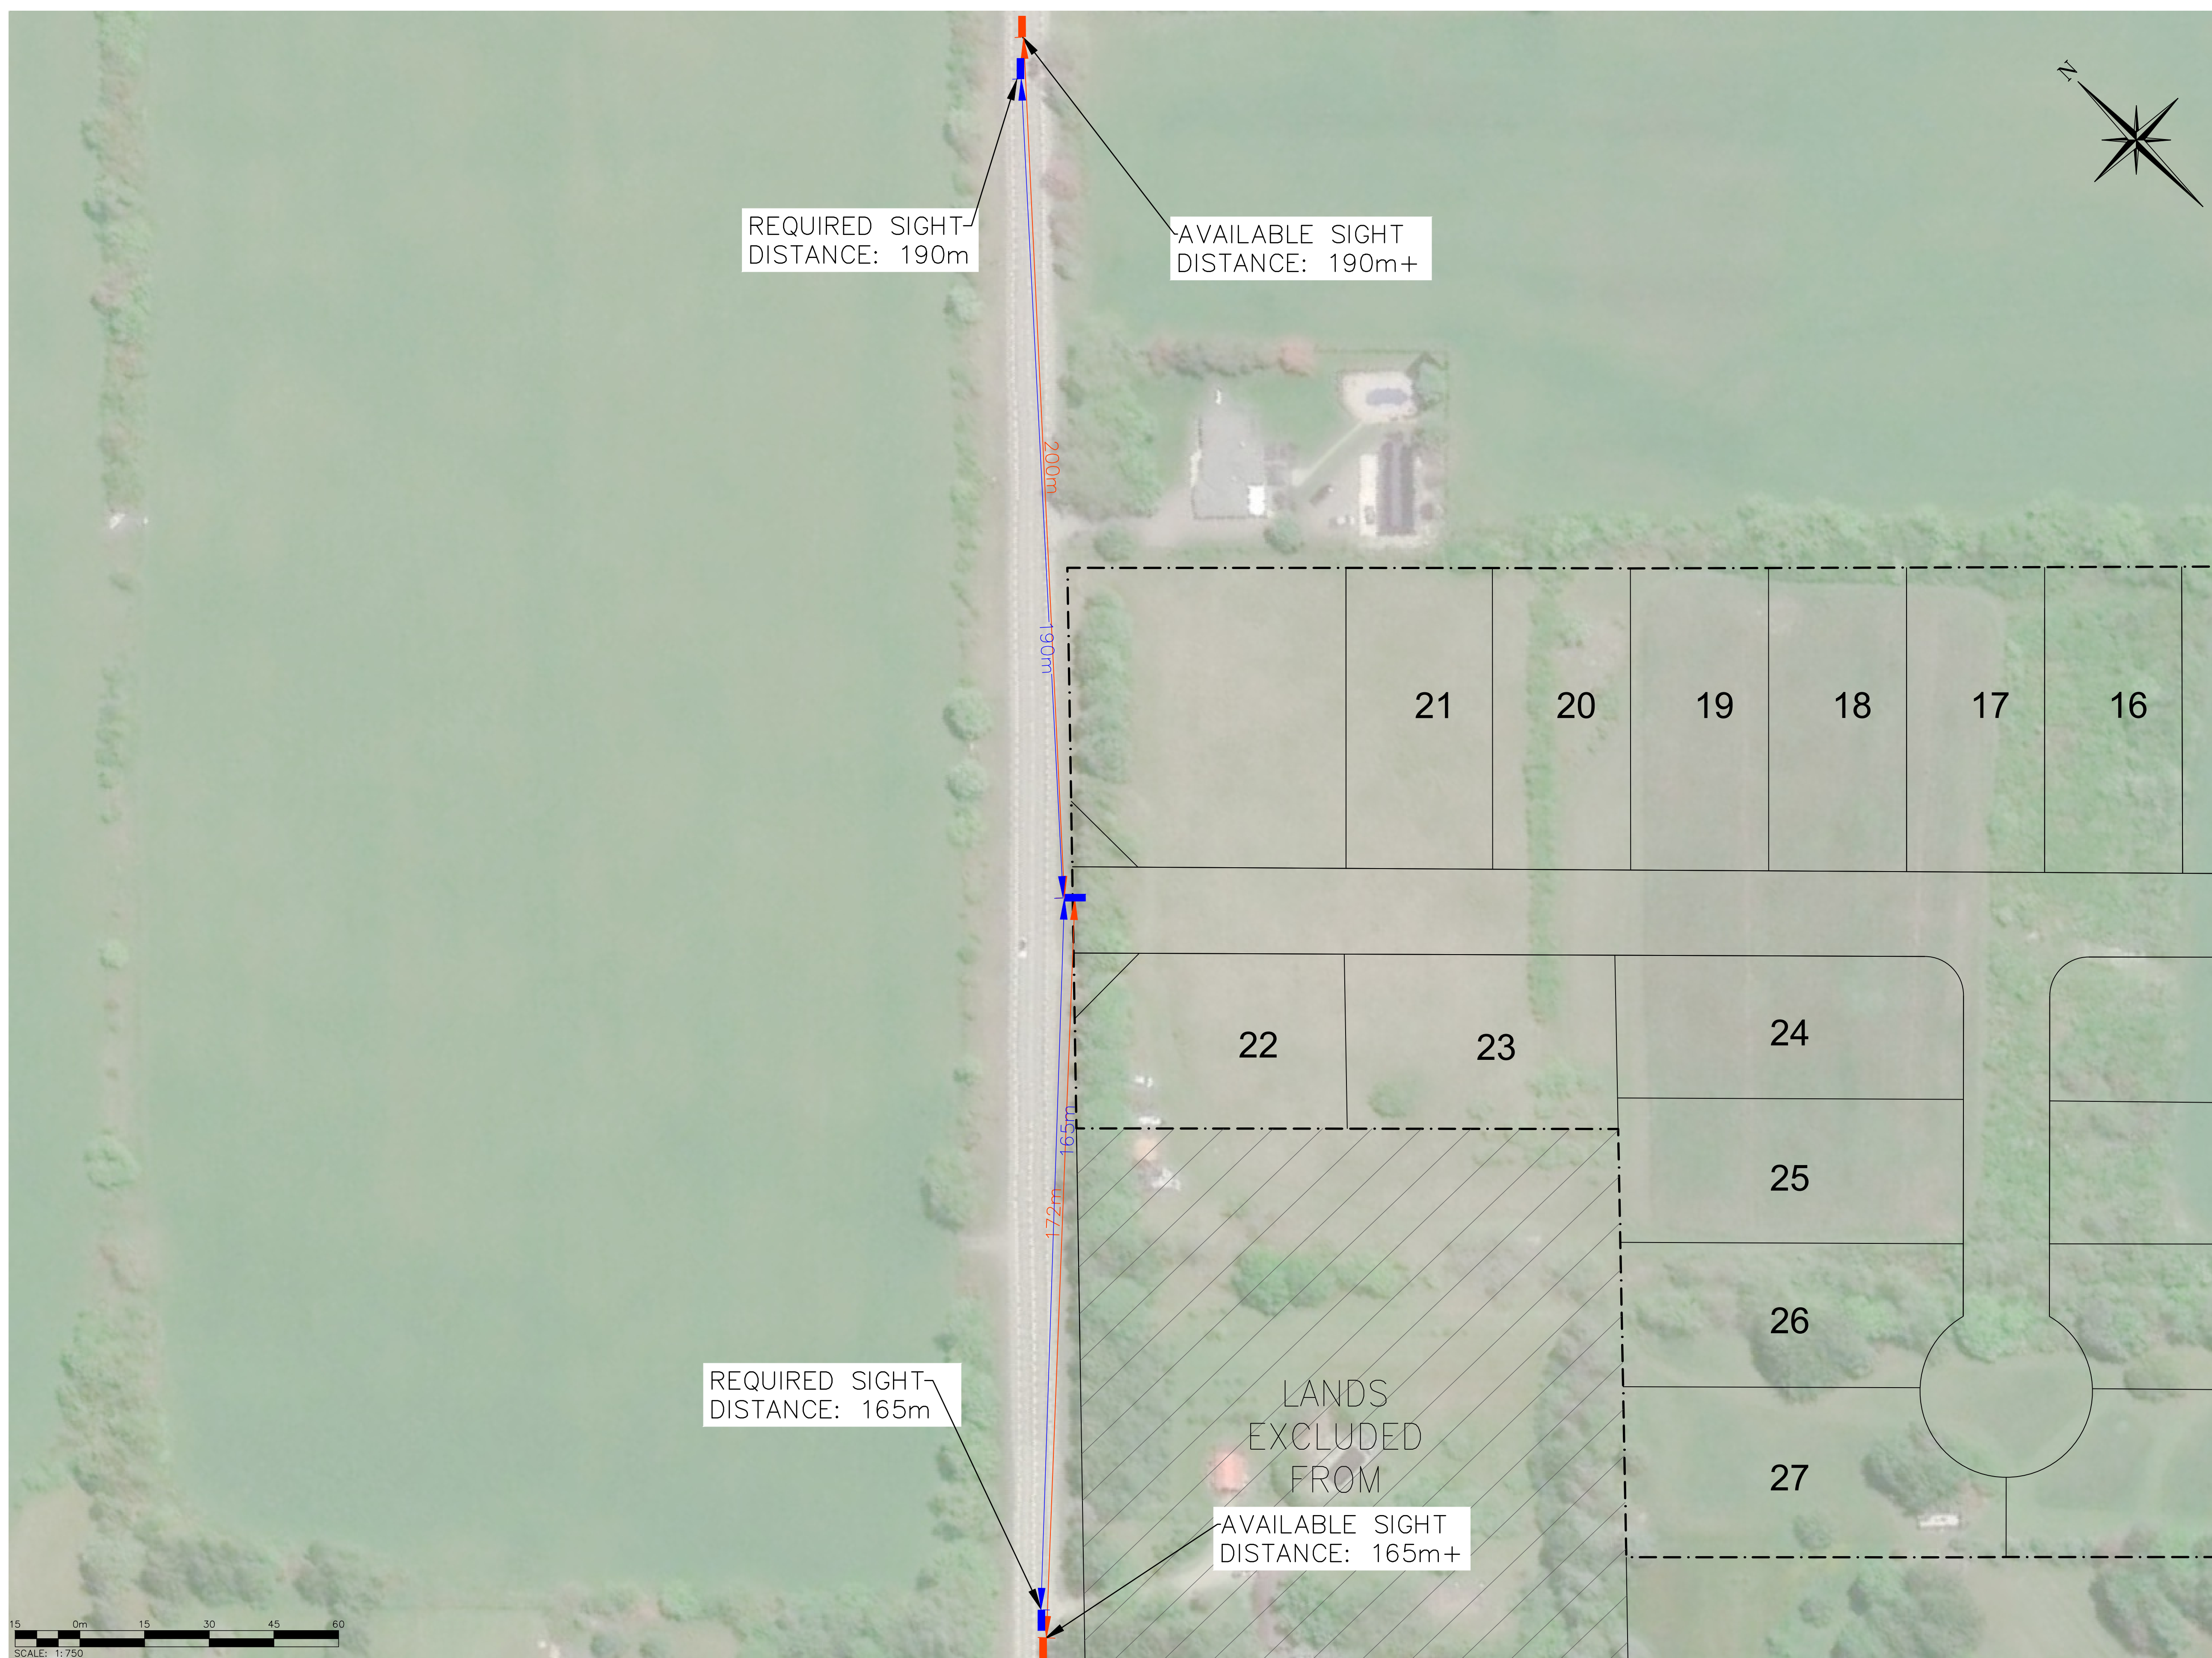 N
REQUIRED SIGHT
DISTANCE: 190m
AVAILABLE SIGHT
DISTANCE: 190m+
200m
190m
21
20
19
18
17
16
22
23
24
165m
25
172m
26
REQUIRED SIGHT
DISTANCE: 165m
LANDS
EXCLUDED
FROM
27
AVAILABLE SIGHT
DISTANCE: 165m+
15 0m 15 30 45 60
SCALE: 1:750